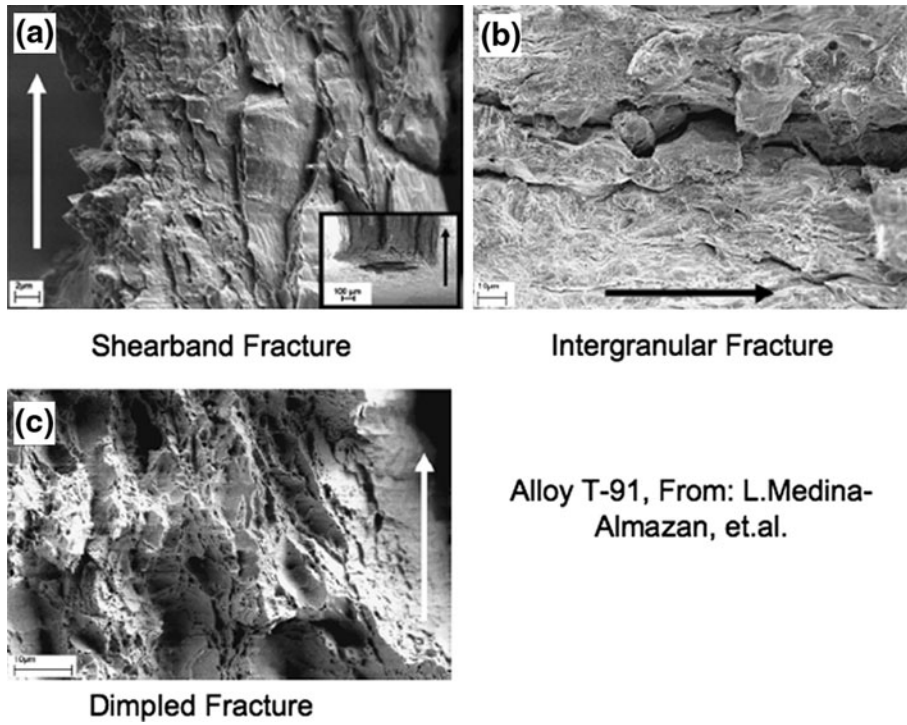 (a)
2µm
100 µm
(b)
10µm
Shearband Fracture
Intergranular Fracture
(c)
10µm
Alloy T-91, From: L.Medina-
Almazan, et.al.
Dimpled Fracture